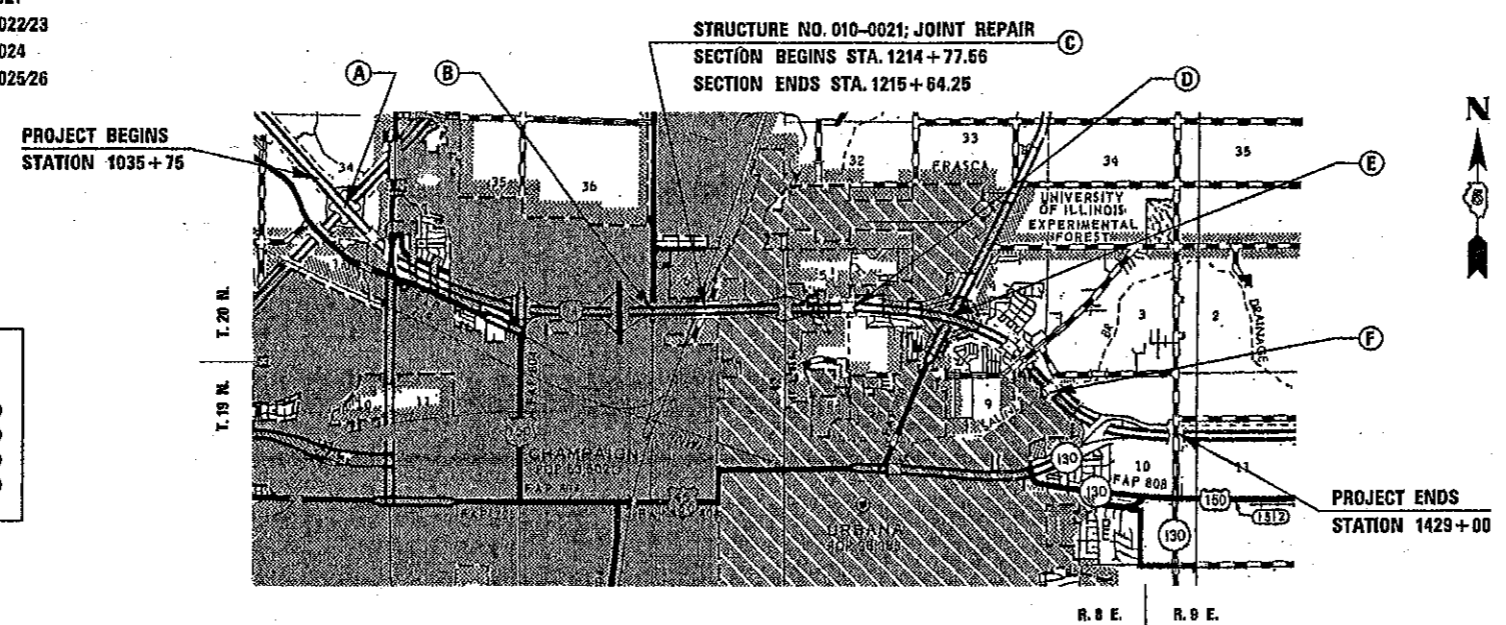 022/23
024
025/26
STRUCTURE NO. 010-0021; JOINT REPAIR
SECTION BEGINS STA. 1214+77.56
SECTION ENDS STA. 1215+64.25
A
B
C
D
E
F
PROJECT BEGINS
STATION 1035+75
N
34
35
36
32
33
FRASCA
34
35
UNIVERSITY
OF ILLINOIS
EXPERIMENTAL
FOREST
T. 20 N.
T. 19 N.
3
2
DRAINAGE
11
9
CHAMPAIGN
URBANA
130
10
FAP 808
11
130
150
1512
130
PROJECT ENDS
STATION 1429+00
R. 8 E.
R. 9 E.